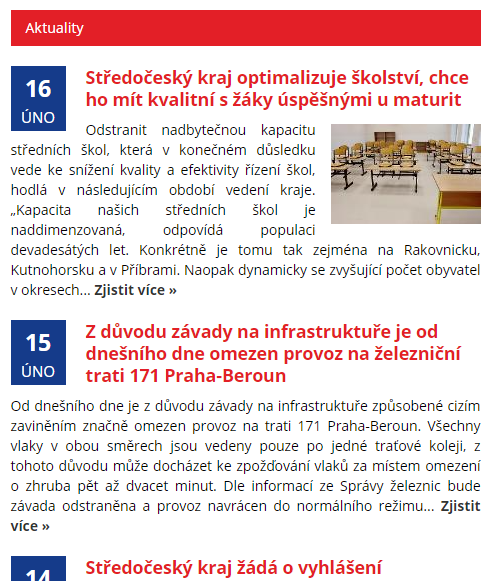 Aktuality
16
ÚNO
Středočeský kraj optimalizuje školství, chce
ho mít kvalitní s žáky úspěšnými u maturit
Odstranit nadbytečnou kapacitu
středních škol, která v konečném důsledku
vede ke snížení kvality a efektivity řízení škol,
hodlá v následujícím období vedení kraje.
„Kapacita našich středních škol je
naddimenzovaná, odpovídá populaci
devadesátých let. Konkrétně je tomu tak zejména na Rakovnicku,
Kutnohorsku a v Příbrami. Naopak dynamicky se zvyšující počet obyvatel
v okresech... Zjistit více »
15
ÚNO
Z důvodu závady na infrastruktuře je od
dnešního dne omezen provoz na železniční
trati 171 Praha-Beroun
Od dnešního dne je z důvodu závady na infrastruktuře způsobené cizím
zaviněním značně omezen provoz na trati 171 Praha-Beroun. Všechny
vlaky v obou směrech jsou vedeny pouze po jedné traťové koleji, z
tohoto důvodu může docházet ke zpožďování vlaků za místem omezení
o zhruba pět až dvacet minut. Dle informací ze Správy železnic bude
závada odstraněna a provoz navrácen do normálního režimu... Zjistit
více »
14
Středočeský kraj žádá o vyhlášení